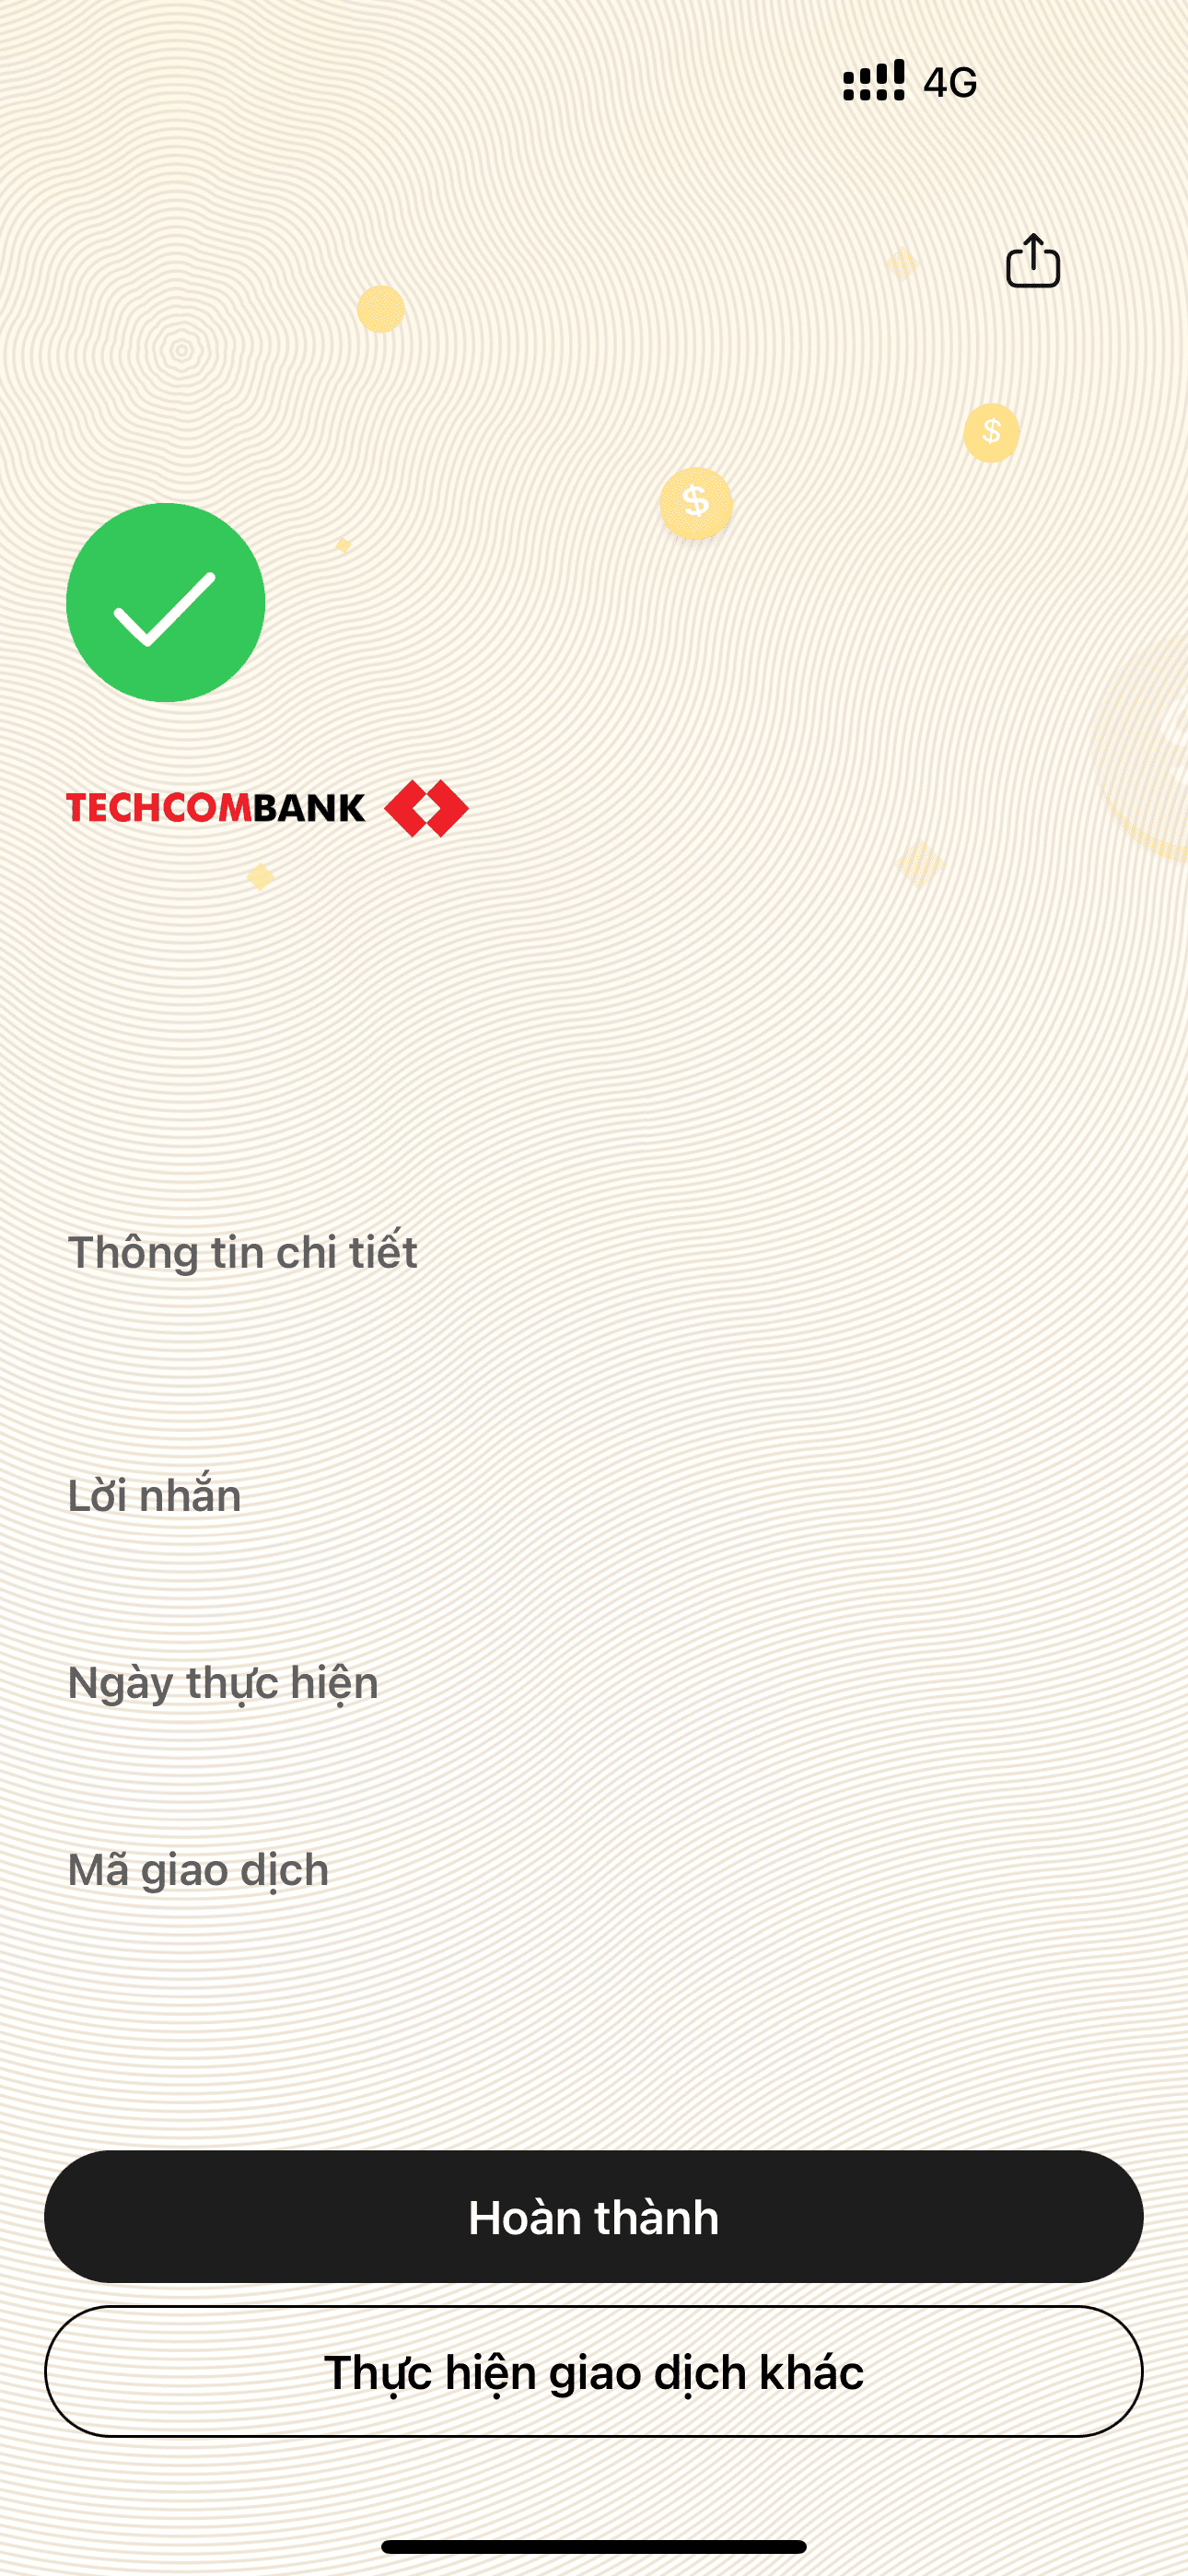 4G
$
$
TECHCOMBANK
Thông tin chi tiết
Lời nhắn
Ngày thực hiện
Mã giao dịch
Hoàn thành
Thực hiện giao dịch khác